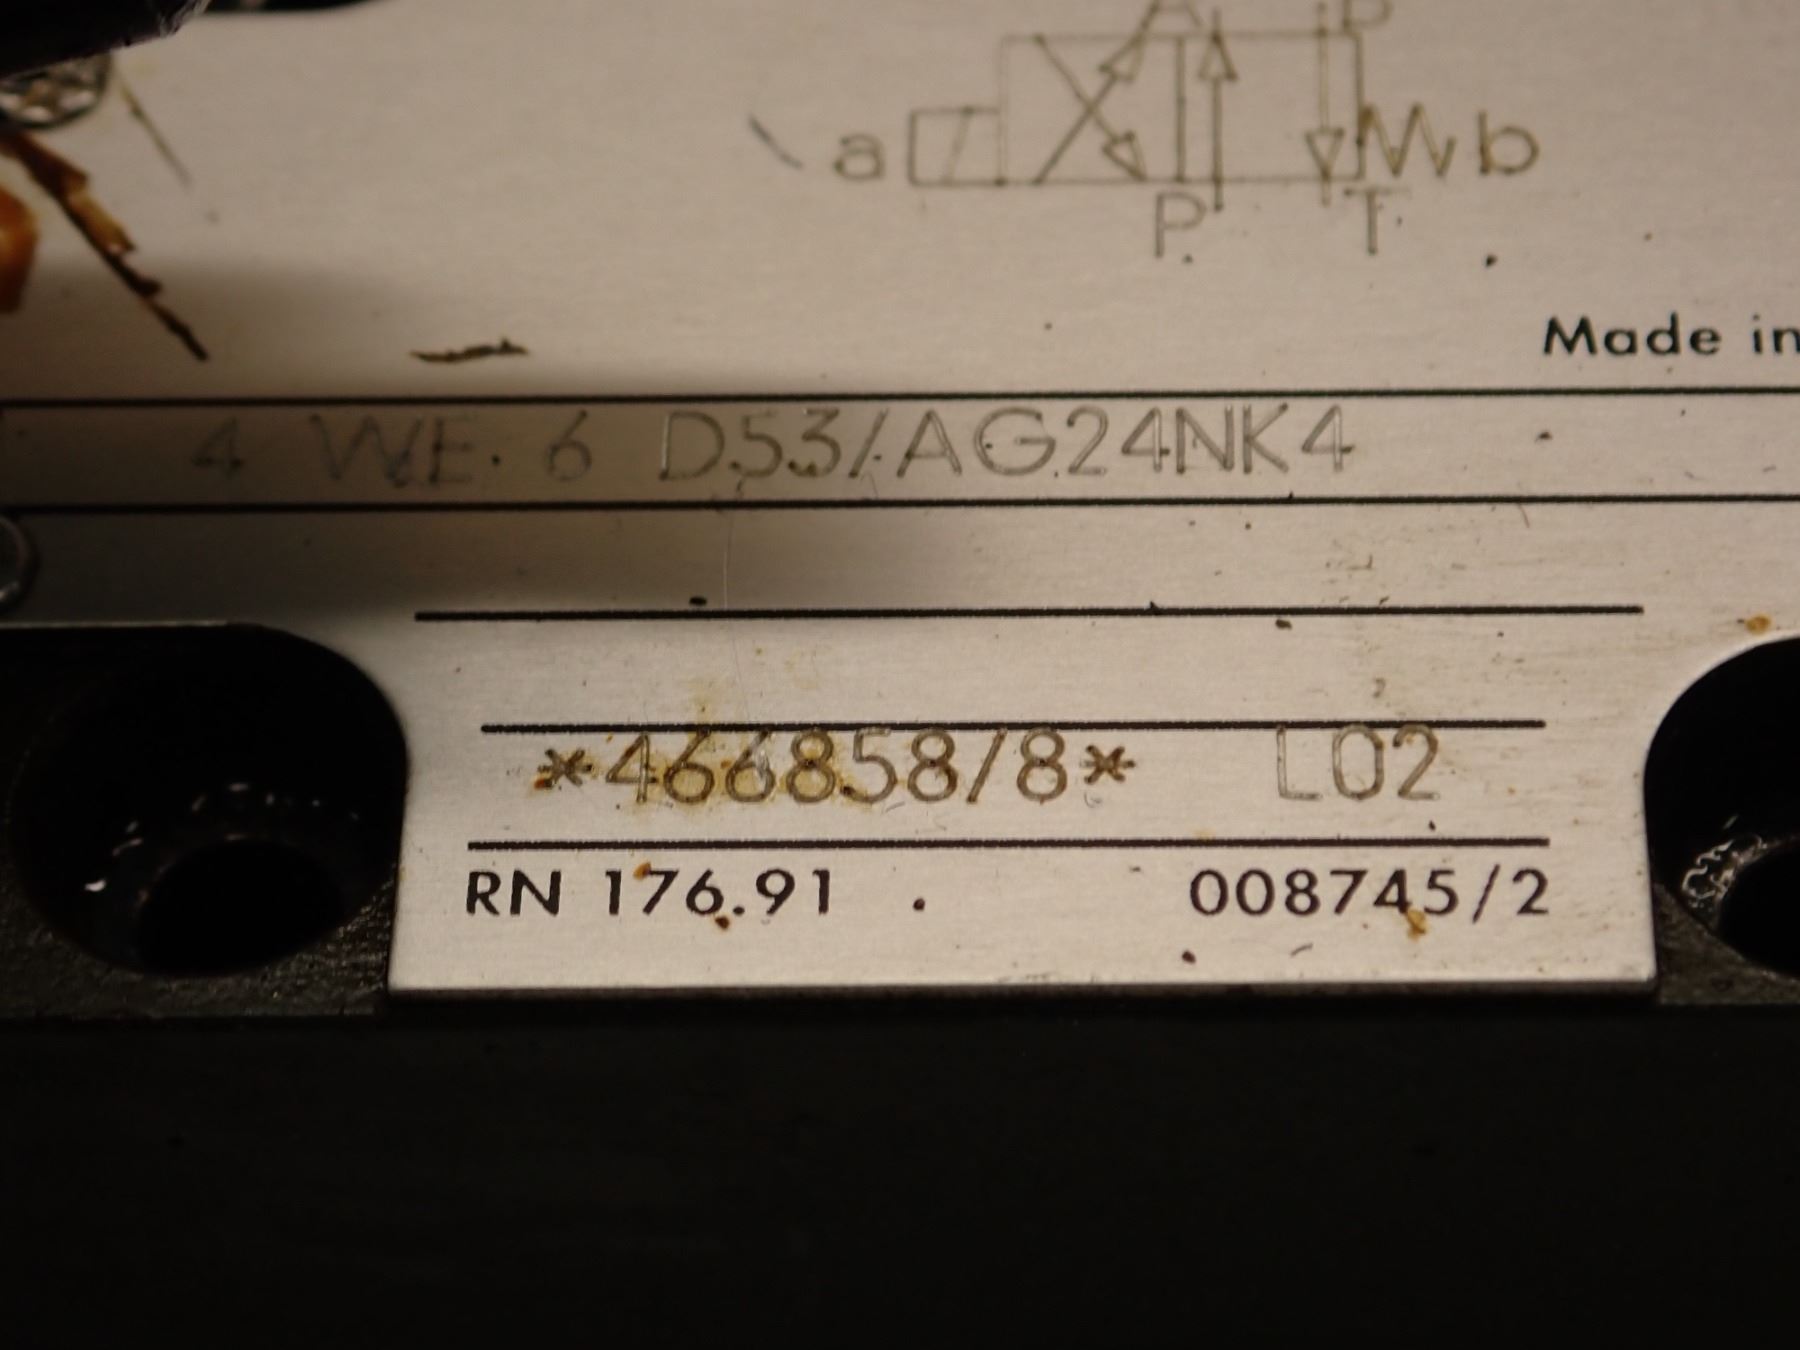 A B
a b
P T
Made in
4 WE 6 D53/AG24NK4
*466858/8* L02
RN 176.91 008745/2